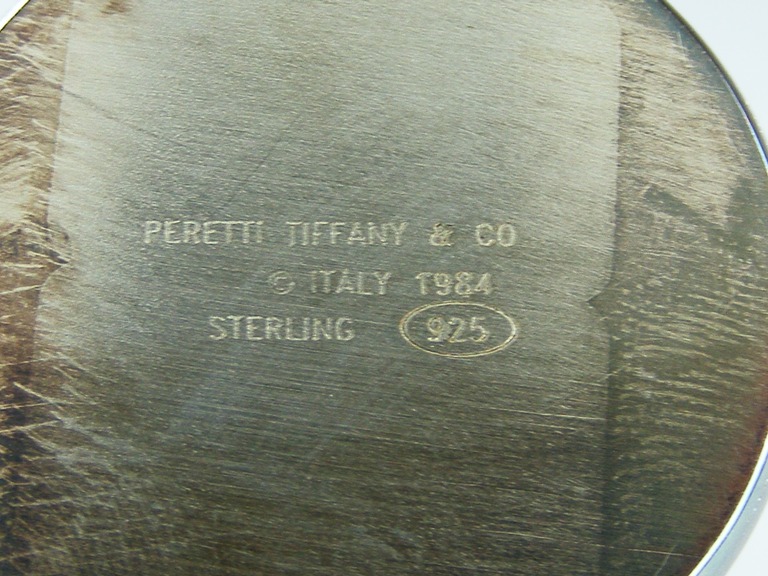 PERETTI TIFFANY & CO
© ITALY 1984
STERLING 925